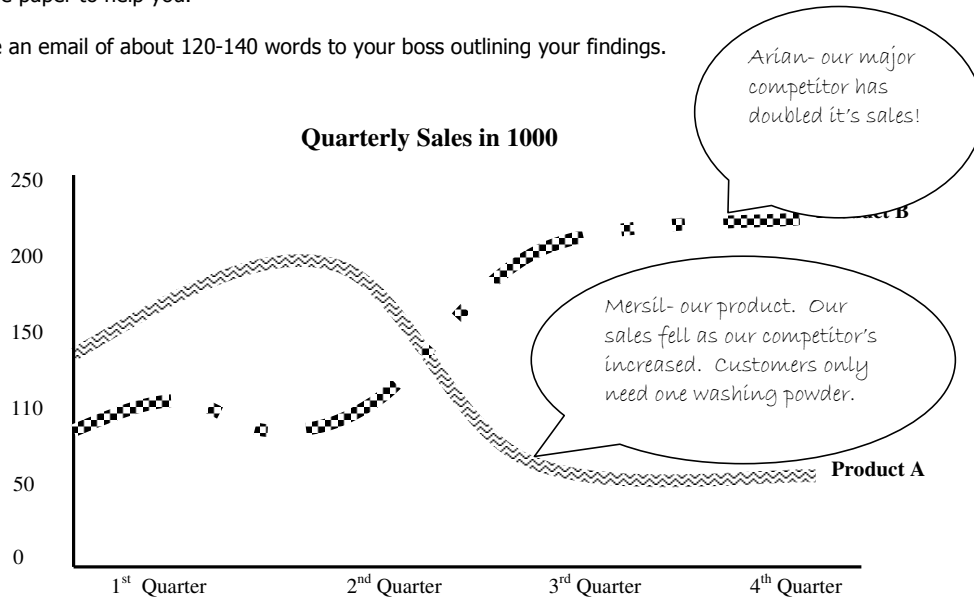 e paper to help you.
e an email of about 120-140 words to your boss outlining your findings.
Arian- our major
competitor has
doubled it's sales!
Quarterly Sales in 1000
250
200
150
110
50
0
B
Mersil- our product. Our
sales fell as our competitor's
increased. Customers only
need one washing powder.
Product A
1st Quarter
2nd Quarter
3rd Quarter
4th Quarter